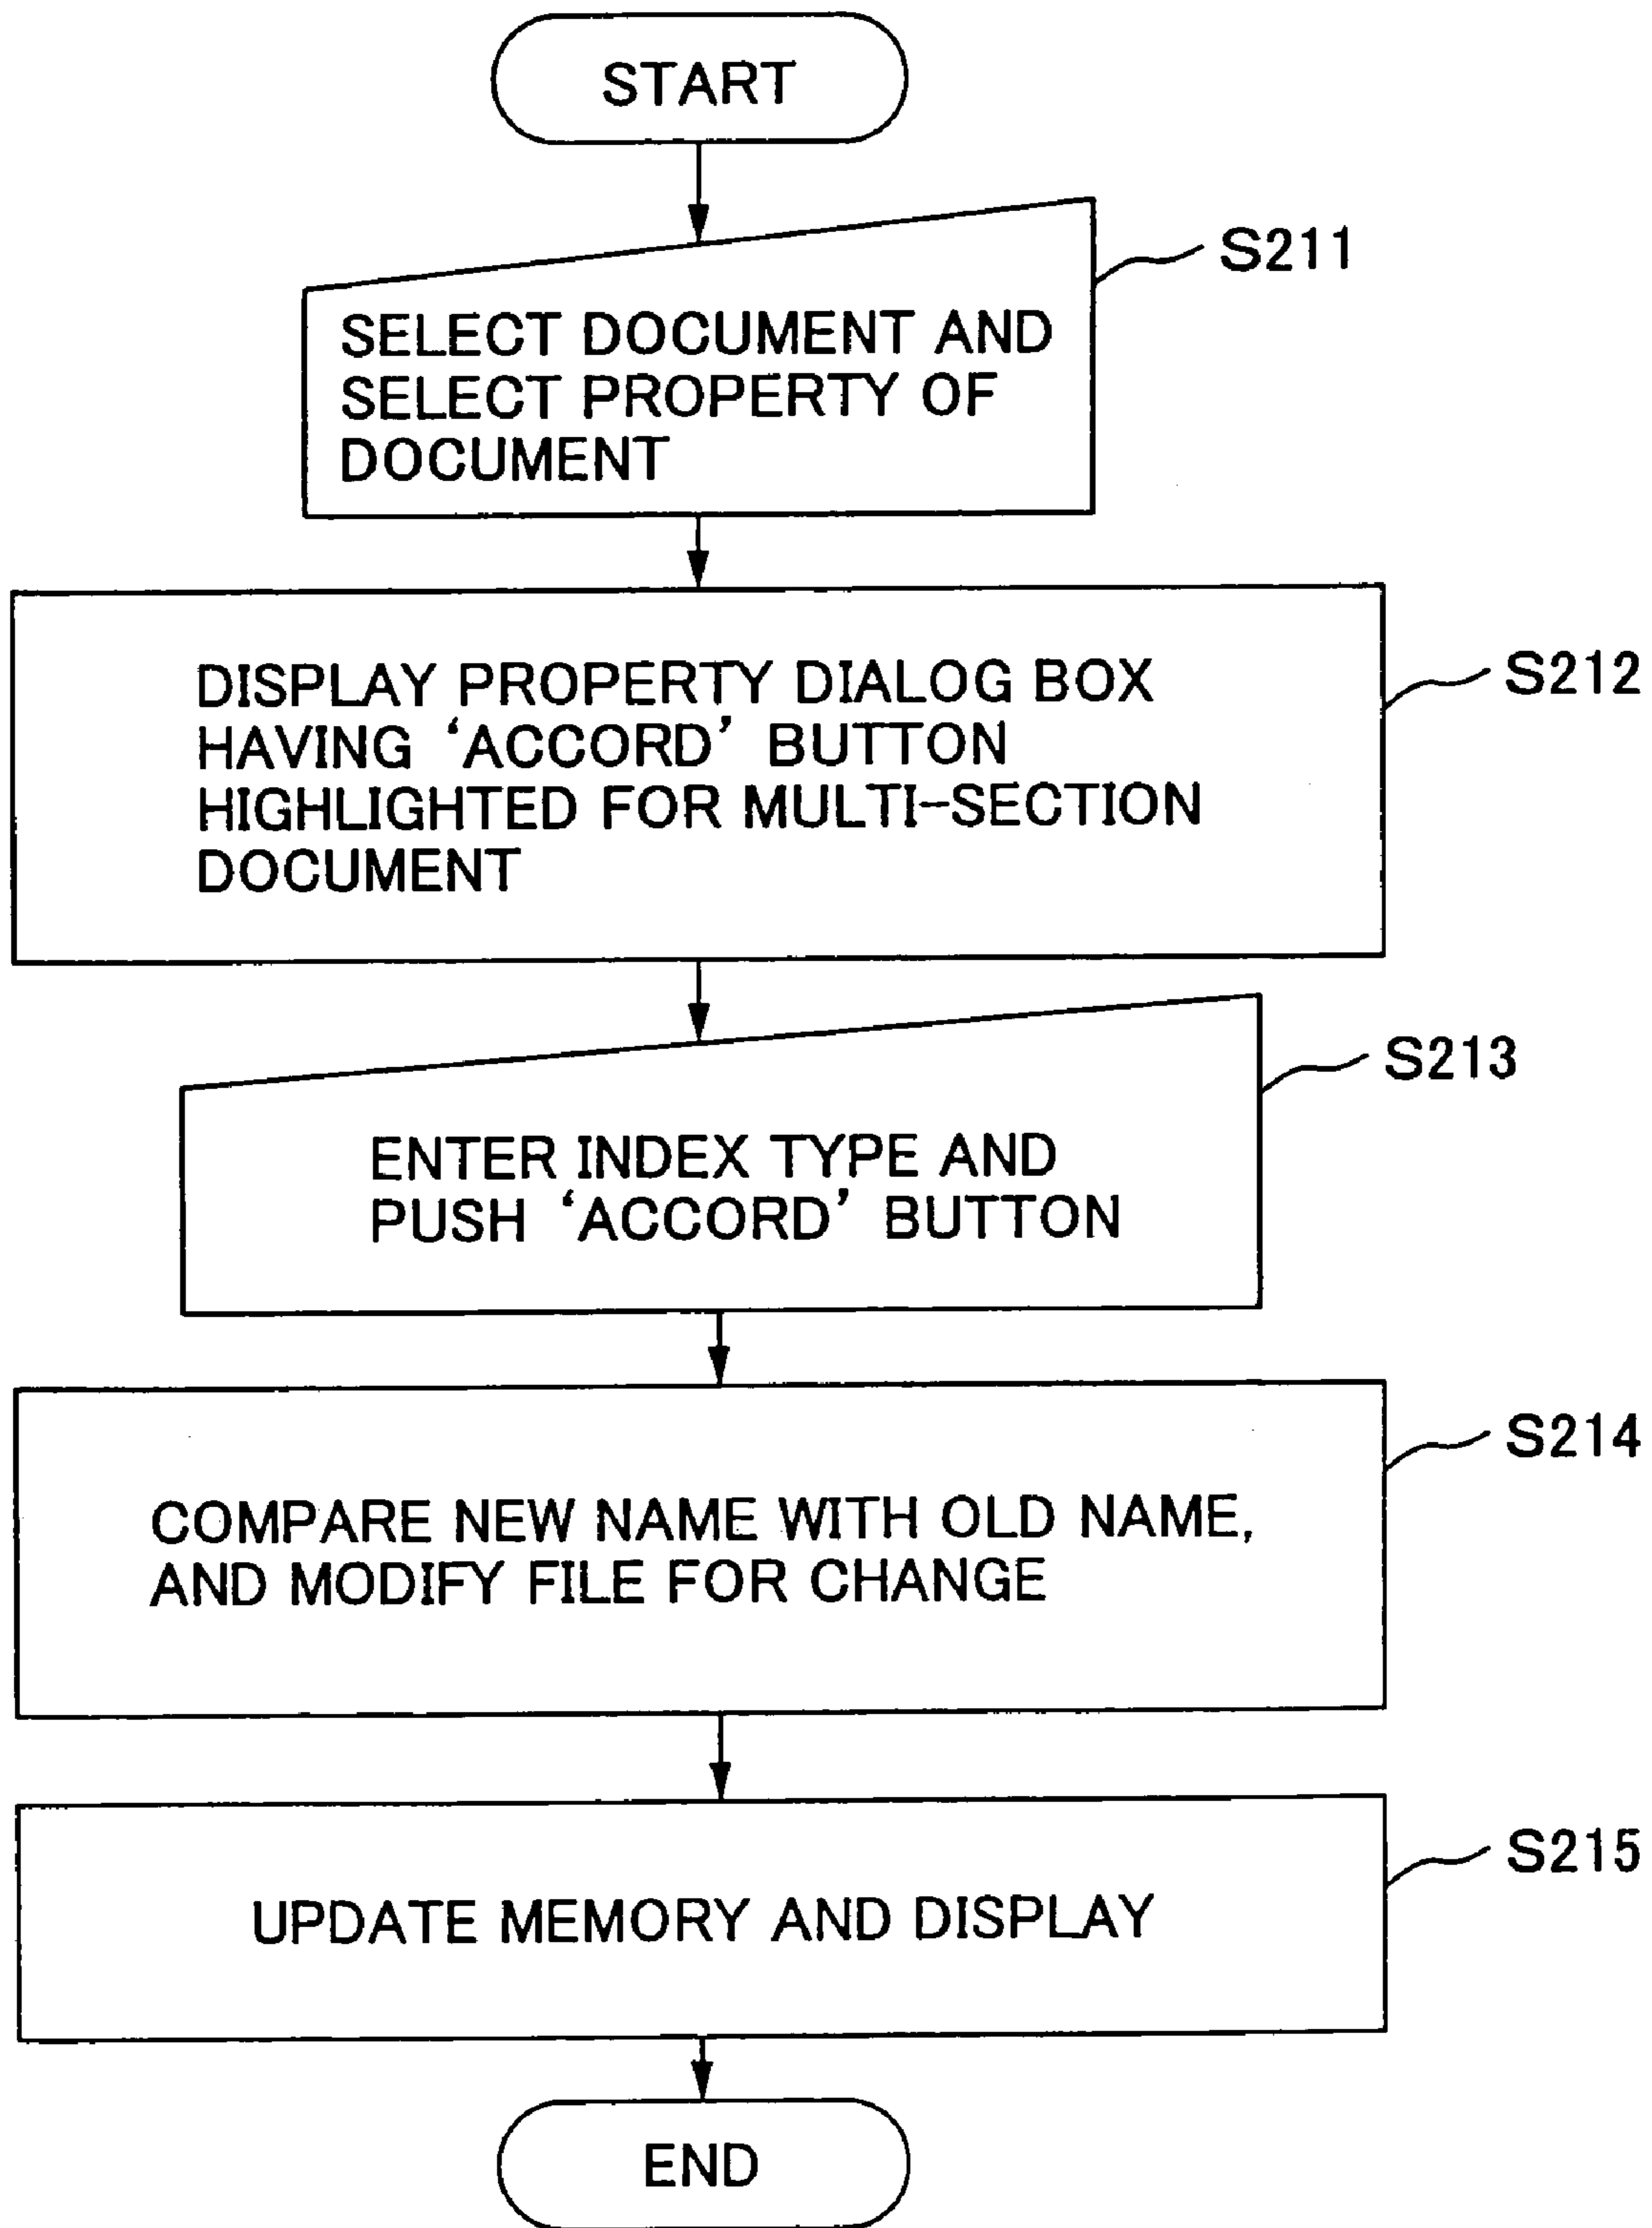 START
S211
SELECT DOCUMENT AND
SELECT PROPERTY OF
DOCUMENT
S212
DISPLAY PROPERTY DIALOG BOX
HAVING ‘ACCORD’ BUTTON
HIGHLIGHTED FOR MULTI-SECTION
DOCUMENT
S213
ENTER INDEX TYPE AND
PUSH ‘ACCORD’ BUTTON
S214
COMPARE NEW NAME WITH OLD NAME,
AND MODIFY FILE FOR CHANGE
S215
UPDATE MEMORY AND DISPLAY
END